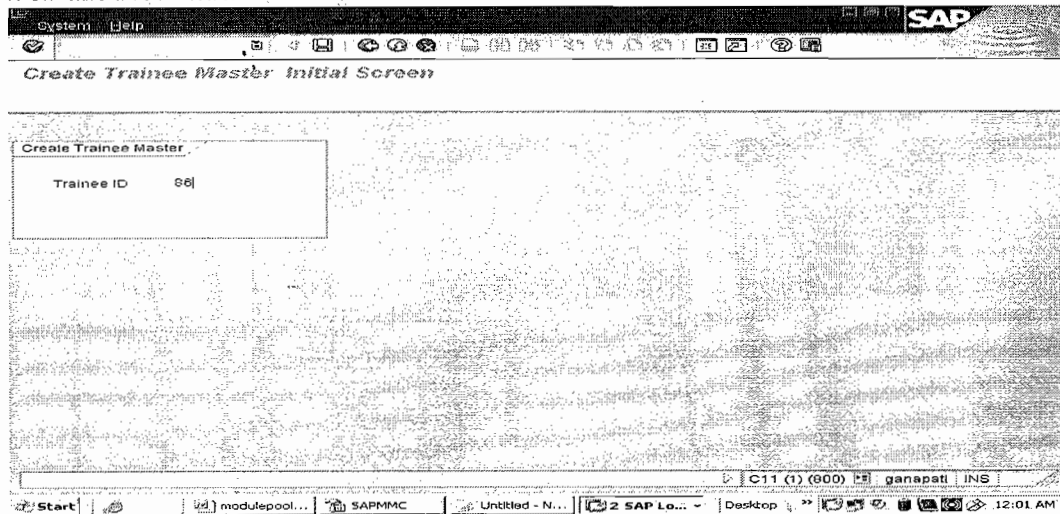 System Help
SAP
Create Trainee Master Initial Screen
Create Trainee Master
Trainee ID 86
C11 (1) (800) ganapati INS
Start modulepool... SAPMMC Untitled - N... 2 SAP Lo... Desktop » 12:01 AM